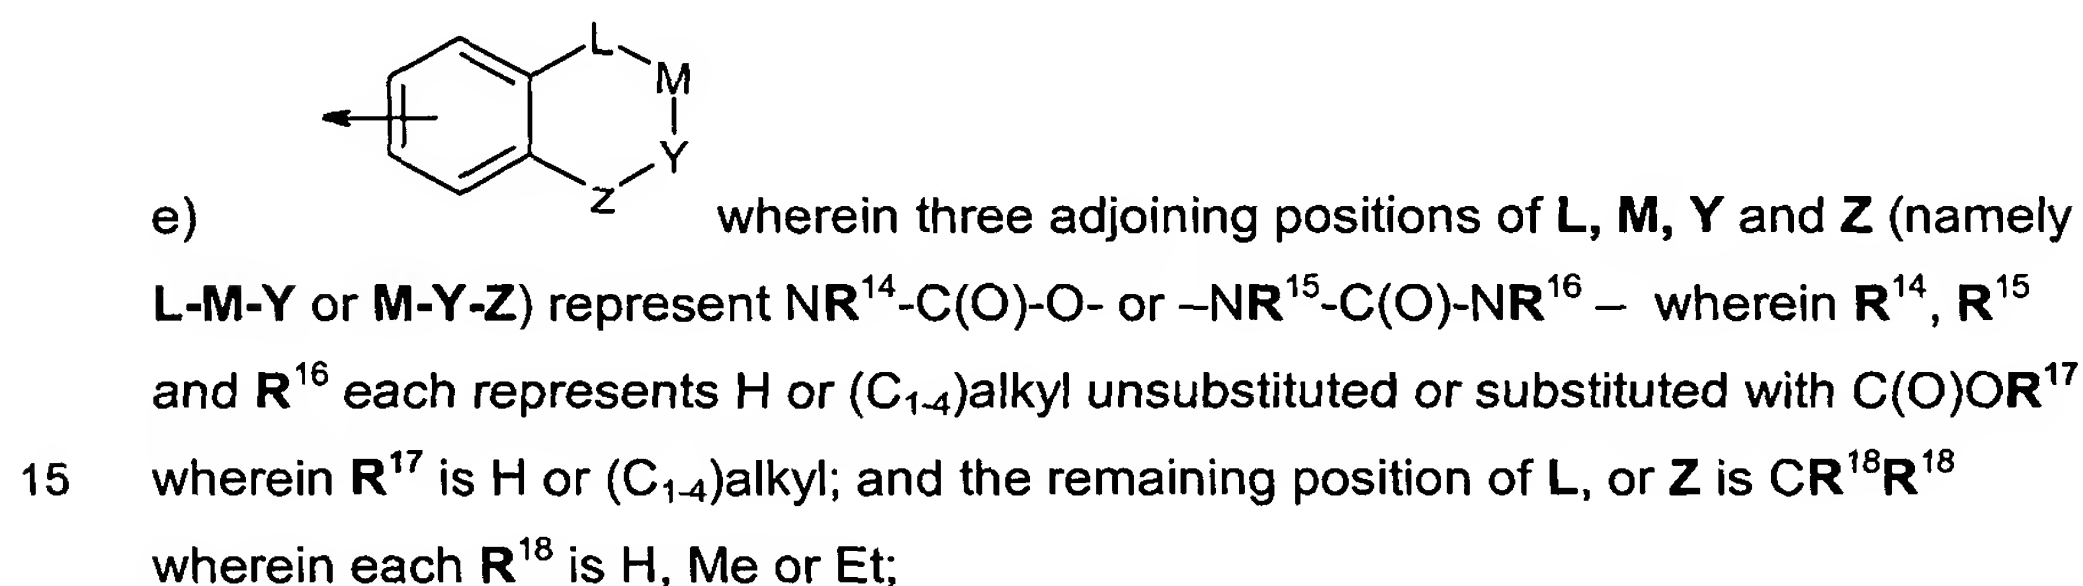 L
M
Y
Z
e) wherein three adjoining positions of L, M, Y and Z (namely
L-M-Y or M-Y-Z) represent NR¹⁴-C(O)-O- or –NR¹⁵-C(O)-NR¹⁶ – wherein R¹⁴, R¹⁵
and R¹⁶ each represents H or (C₁₋₄)alkyl unsubstituted or substituted with C(O)OR¹⁷
15 wherein R¹⁷ is H or (C₁₋₄)alkyl; and the remaining position of L, or Z is CR¹⁸R¹⁸
wherein each R¹⁸ is H, Me or Et;